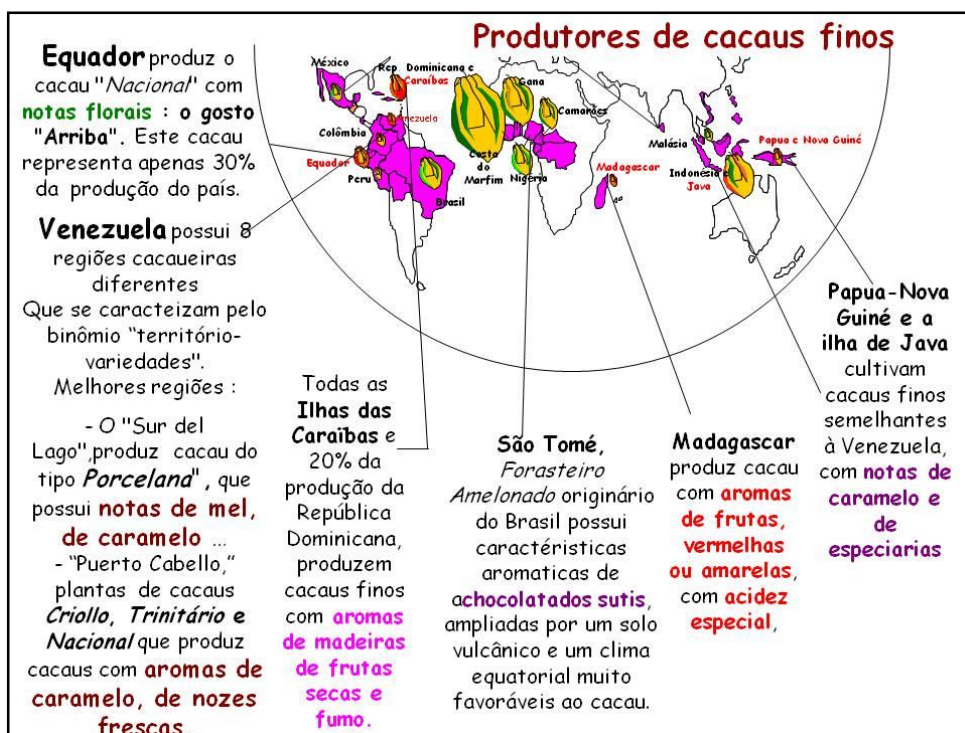 Produtores de cacaus finos
Equador produz o
cacau "Nacional" com
notas florais : o gosto
"Arriba". Este cacau
representa apenas 30%
da produção do país.
Venezuela possui 8
regiões cacaueiras
diferentes
Que se caracteizam pelo
binômio “território-
variedades".
Melhores regiões :
- O "Sur del
Lago",produz cacau do
tipo Porcelana" , que
possui notas de mel,
de caramelo ...
- “Puerto Cabello,”
plantas de cacaus
Criollo, Trinitário e
Nacional que produz
cacaus com aromas de
caramelo, de nozes
frescas.
México
Rep. Dominicana e
Caraíbas
Venezuela
Colômbia
Equador
Peru
Brasil
Costa
do
Marfim
Gana
Camarões
Nigéria
Madagascar
Malásia
Indonésia e
Java
Papua e Nova Guiné
Todas as
Ilhas das
Caraïbas e
20% da
produção da
República
Dominicana,
produzem
cacaus finos
com aromas
de madeiras
de frutas
secas e
fumo.
São Tomé,
Forasteiro
Amelonado originário
do Brasil possui
caractéristicas
aromaticas de
achocolatados sutis,
ampliadas por um solo
vulcânico e um clima
equatorial muito
favoráveis ao cacau.
Madagascar
produz cacau
com aromas
de frutas,
vermelhas
ou amarelas,
com acidez
especial,
Papua-Nova
Guiné e a
ilha de Java
cultivam
cacaus finos
semelhantes
à Venezuela,
com notas de
caramelo e
de
especiarias